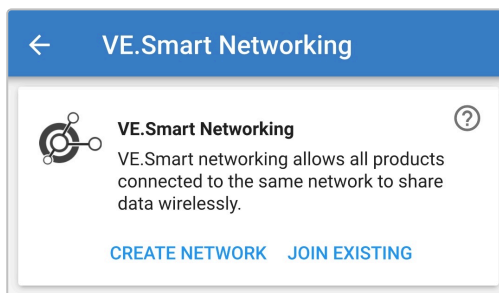 VE.Smart Networking
VE.Smart Networking
VE.Smart networking allows all products
connected to the same network to share
data wirelessly.
CREATE NETWORK JOIN EXISTING